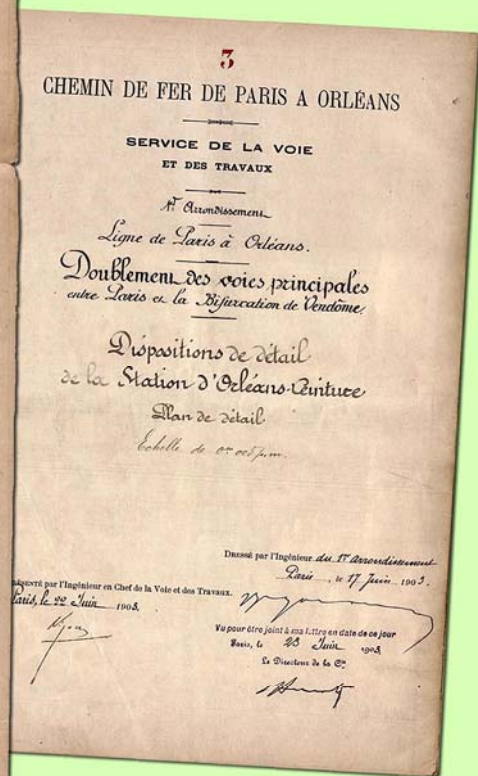 3
CHEMIN DE FER DE PARIS A ORLÉANS
SERVICE DE LA VOIE
ET DES TRAVAUX
1er Arrondissement
Ligne de Paris à Orléans.
Doublement des voies principales
entre Paris et la Bifurcation de Vendôme.
Dispositions de détail
de la Station d'Orléans-Ceinture
Plan de détail
Echelle de
DRESSÉ par l'Ingénieur du 1er arrondissement
Paris, le 17 Juin 1903.
ÉSENTÉ par l'Ingénieur en Chef de la Voie et des Travaux.
Paris, le 22 Juin 1903.
Vu pour être joint à ma lettre en date de ce jour
Paris, le 23 Juin 1903.
Le Directeur de la Cie